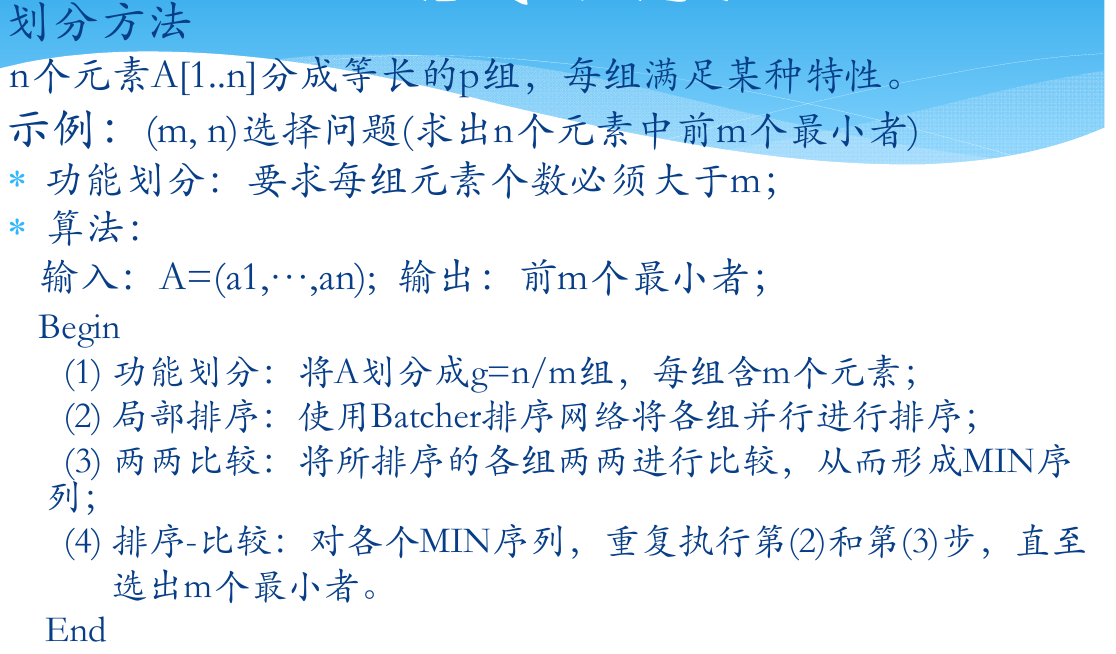 划分方法
n个元素A[1..n]分成等长的p组，每组满足某种特性。
示例：(m, n)选择问题(求出n个元素中前m个最小者)
* 功能划分：要求每组元素个数必须大于m；
* 算法：
输入：A=(a1,⋯,an); 输出：前m个最小者；
Begin
(1) 功能划分：将A划分成g=n/m组，每组含m个元素；
(2) 局部排序：使用Batcher排序网络将各组并行进行排序；
(3) 两两比较：将所排序的各组两两进行比较，从而形成MIN序
列；
(4) 排序-比较：对各个MIN序列，重复执行第(2)和第(3)步，直至
选出m个最小者。
End